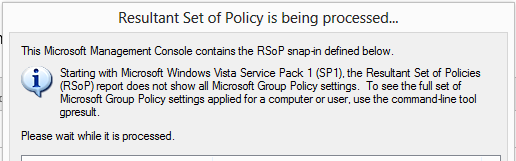 Resultant Set of Policy is being processed...
This Microsoft Management Console contains the RSoP snap-in defined below.
Starting with Microsoft Windows Vista Service Pack 1 (SP1), the Resultant Set of Policies
(RSoP) report does not show all Microsoft Group Policy settings.  To see the full set of
Microsoft Group Policy settings applied for a computer or user, use the command-line tool
gpresult.
Please wait while it is processed.